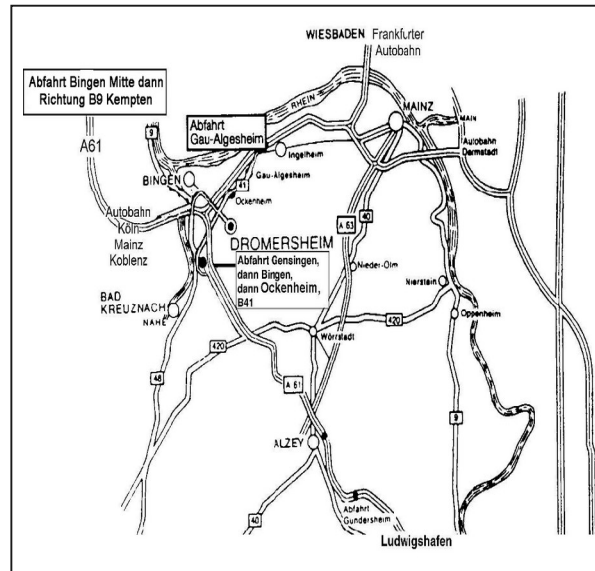 WIESBADEN Frankfurter
Autobahn
Abfahrt Bingen Mitte dann
Richtung B9 Kempten
RHEIN
MAINZ
9
Abfahrt
Gau-Algesheim
MAIN
A61
Ingelheim
Autobahn
Darmstadt
BINGEN
Gau-Algesheim
41
Ockenheim
Autobahn
Köln
Mainz
Koblenz
40
A 63
DROMERSHEIM
Abfahrt Gensingen,
dann Bingen,
dann Ockenheim,
B41
Nieder-Olm
Nierstein
BAD
KREUZNACH
NAHE
Oppenheim
420
Wörrstadt
420
48
A 61
9
ALZEY
Abfahrt
Gundersheim
40
Ludwigshafen